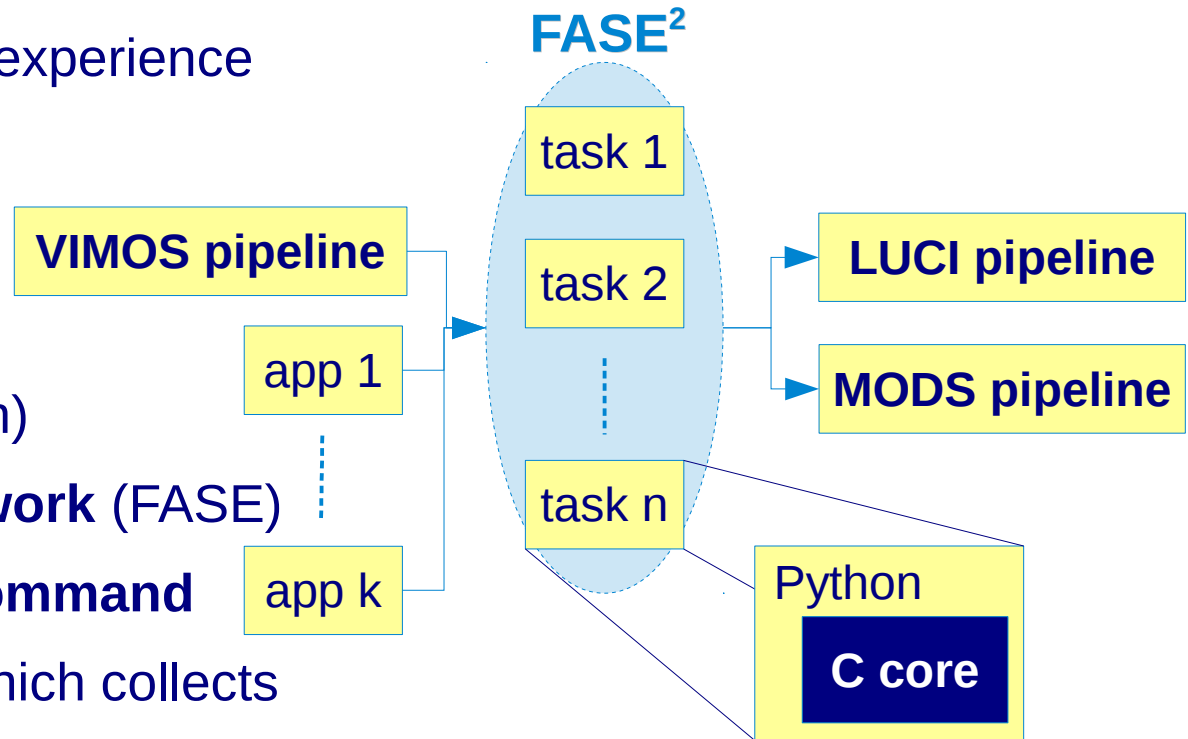 experience
work (FASE)
ommand
hich collects
FASE²
task 1
task 2
task n
VIMOS pipeline
app 1
app k
LUCI pipeline
MODS pipeline
Python
C core